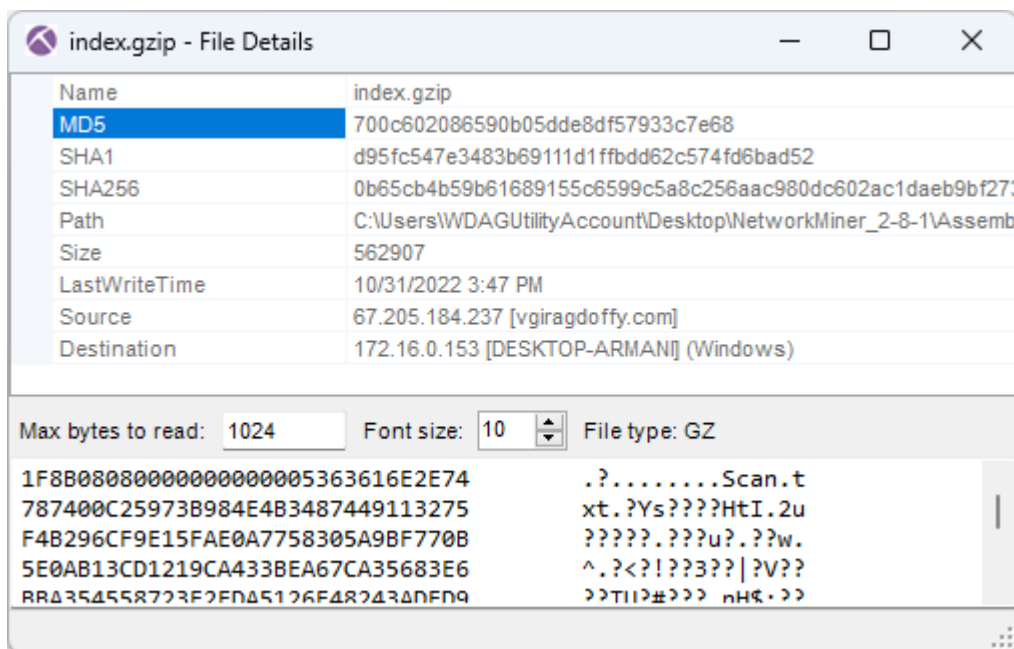 index.gzip - File Details
Name index.gzip
MD5 700c602086590b05dde8df57933c7e68
SHA1 d95fc547e3483b69111d1ffbdd62c574fd6bad52
SHA256 0b65cb4b59b61689155c6599c5a8c256aac980dc602ac1daeb9bf273
Path C:\Users\WDAGUtilityAccount\Desktop\NetworkMiner_2-8-1\Assemb
Size 562907
LastWriteTime 10/31/2022 3:47 PM
Source 67.205.184.237 [vgiragdoffy.com]
Destination 172.16.0.153 [DESKTOP-ARMANI] (Windows)
Max bytes to read: 1024 Font size: 10 File type: GZ
1F8B08080000000000005363616E2E74 .?........Scan.t
787400C25973B984E4B3487449113275 xt.?Ys????HtI.2u
F4B296CF9E15FAE0A7758305A9BF770B ?????.???u?.??w.
5E0AB13CD1219CA433BEA67CA35683E6 ^.?<?!??3??|?V??